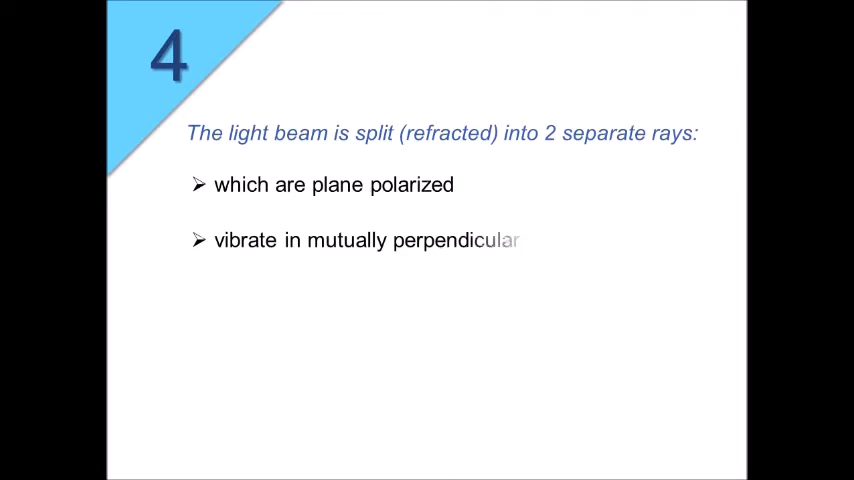 4
The light beam is split (refracted) into 2 separate rays:
➢ which are plane polarized
➢ vibrate in mutually perpendicular